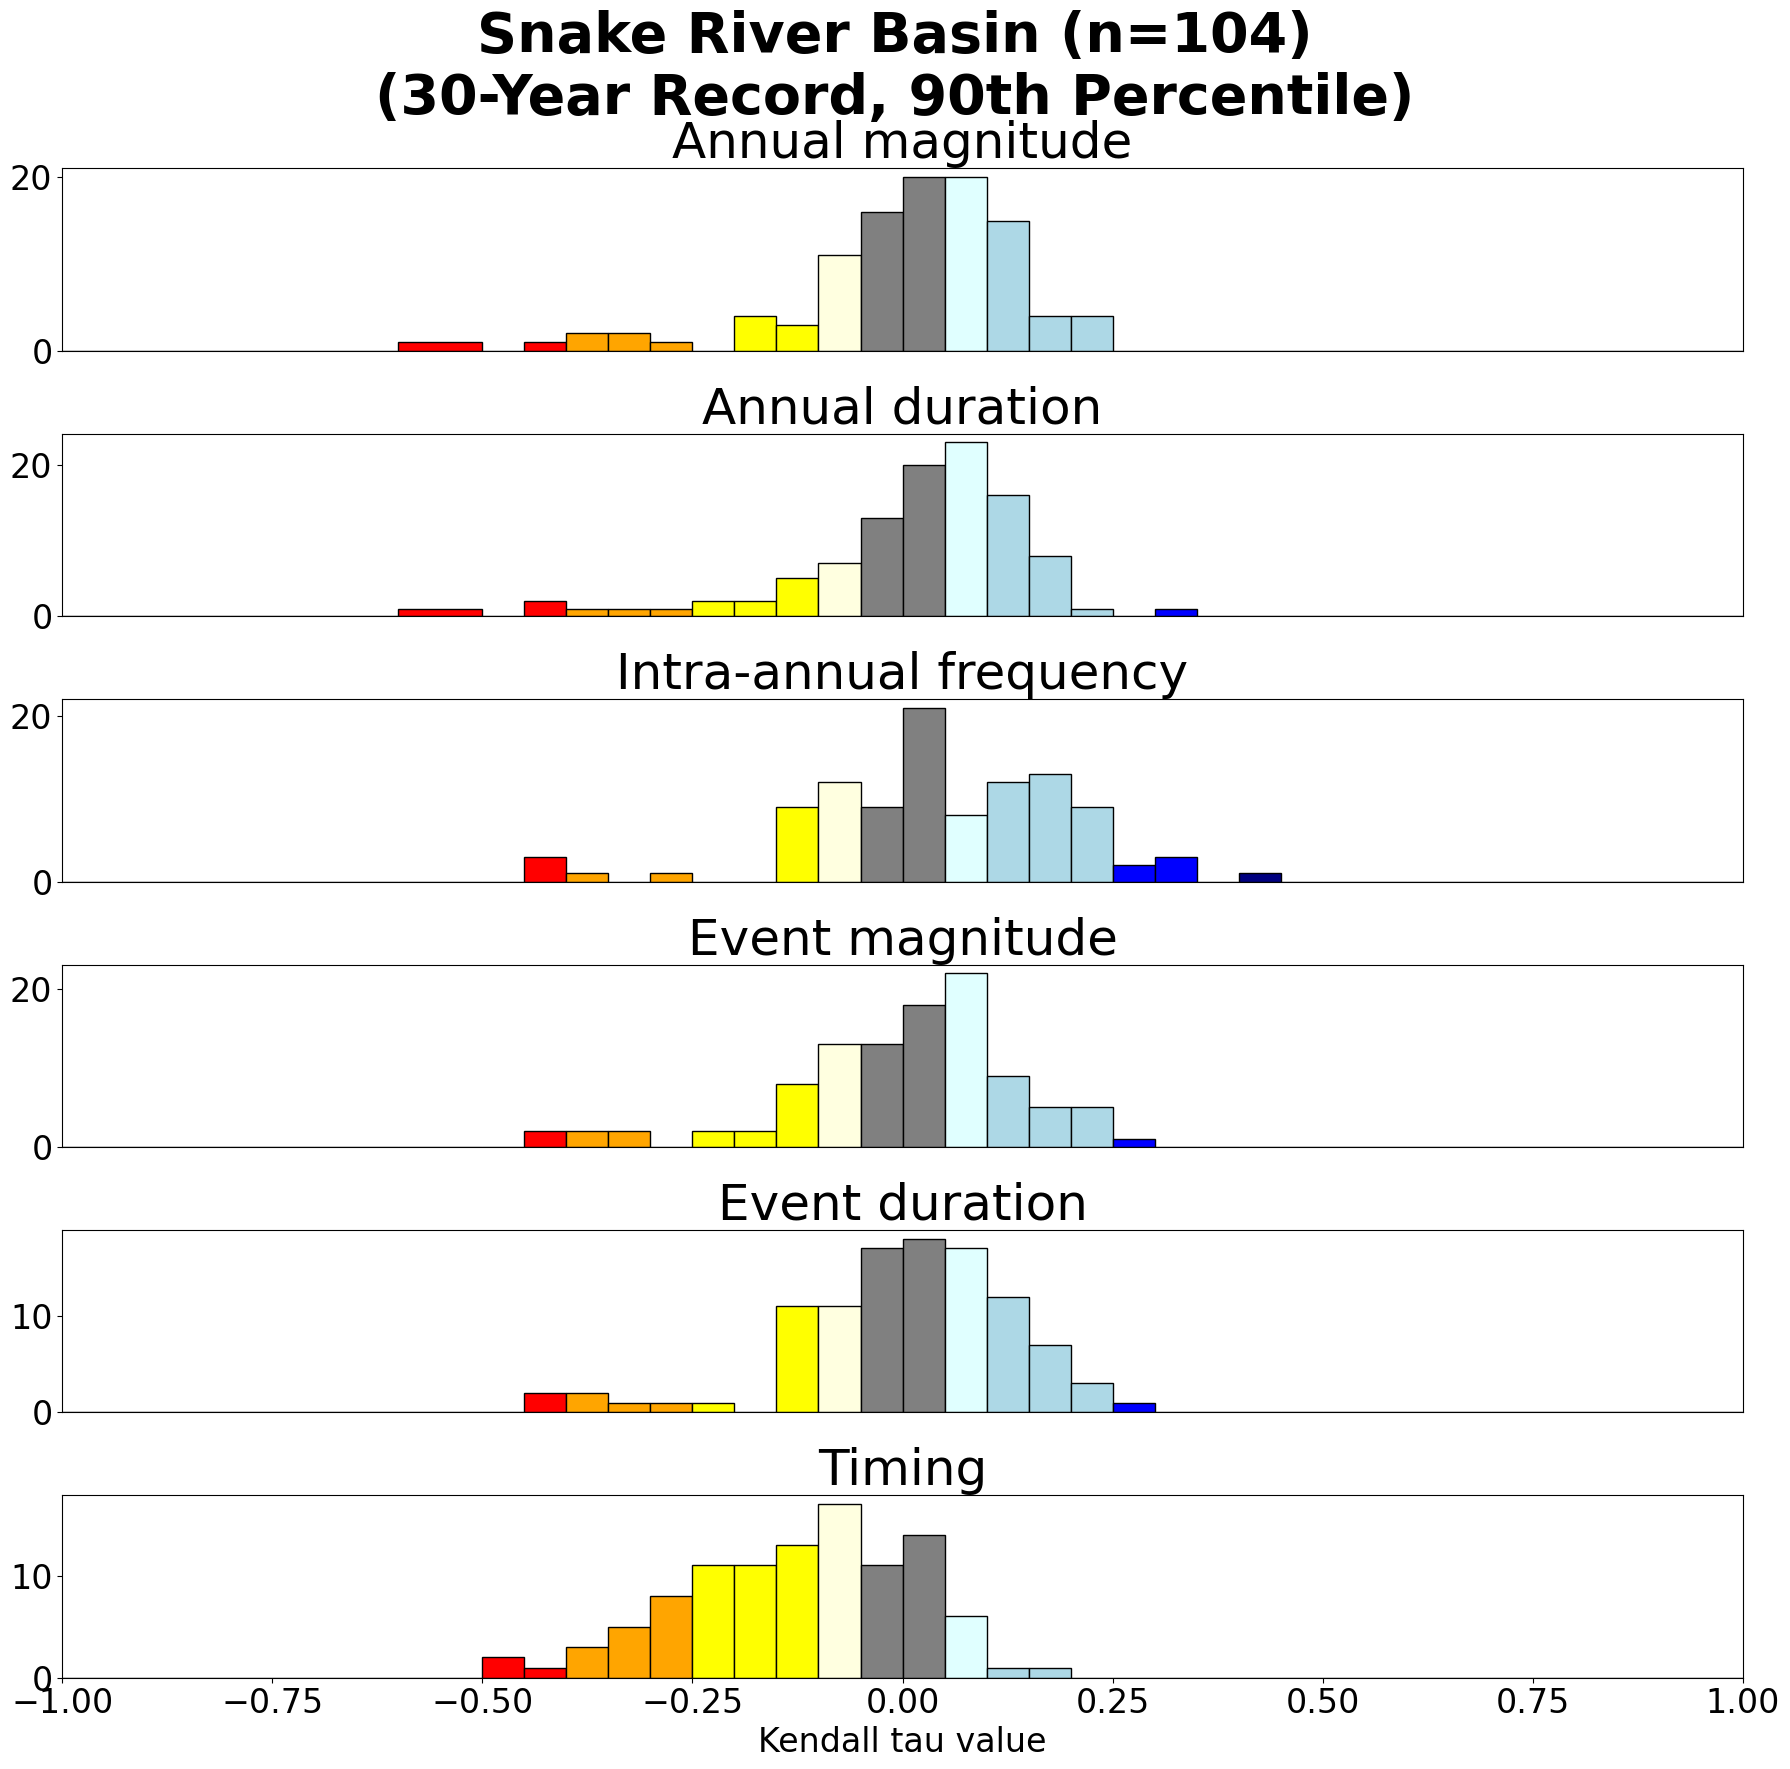 Snake River Basin (n=104)
(30-Year Record, 90th Percentile)
Annual magnitude
20
0
Annual duration
20
0
Intra-annual frequency
20
0
Event magnitude
20
0
Event duration
10
0
Timing
10
0
−1.00 −0.75 −0.50 −0.25 0.00 0.25 0.50 0.75 1.00
Kendall tau value